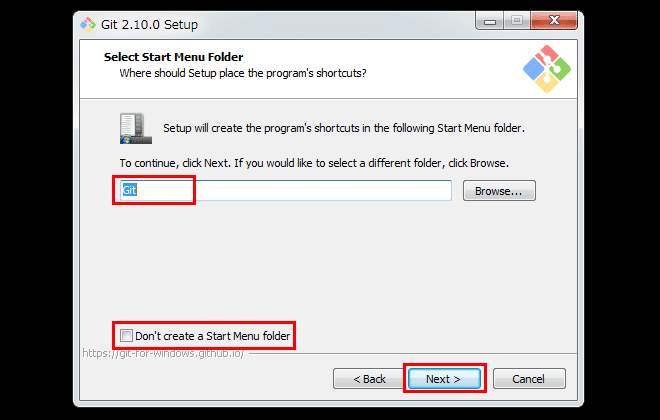 Git 2.10.0 Setup
Select Start Menu Folder
Where should Setup place the program's shortcuts?
Setup will create the program's shortcuts in the following Start Menu folder.
To continue, click Next. If you would like to select a different folder, click Browse.
Git
Browse...
Don't create a Start Menu folder
https://git-for-windows.github.io/
< Back
Next >
Cancel